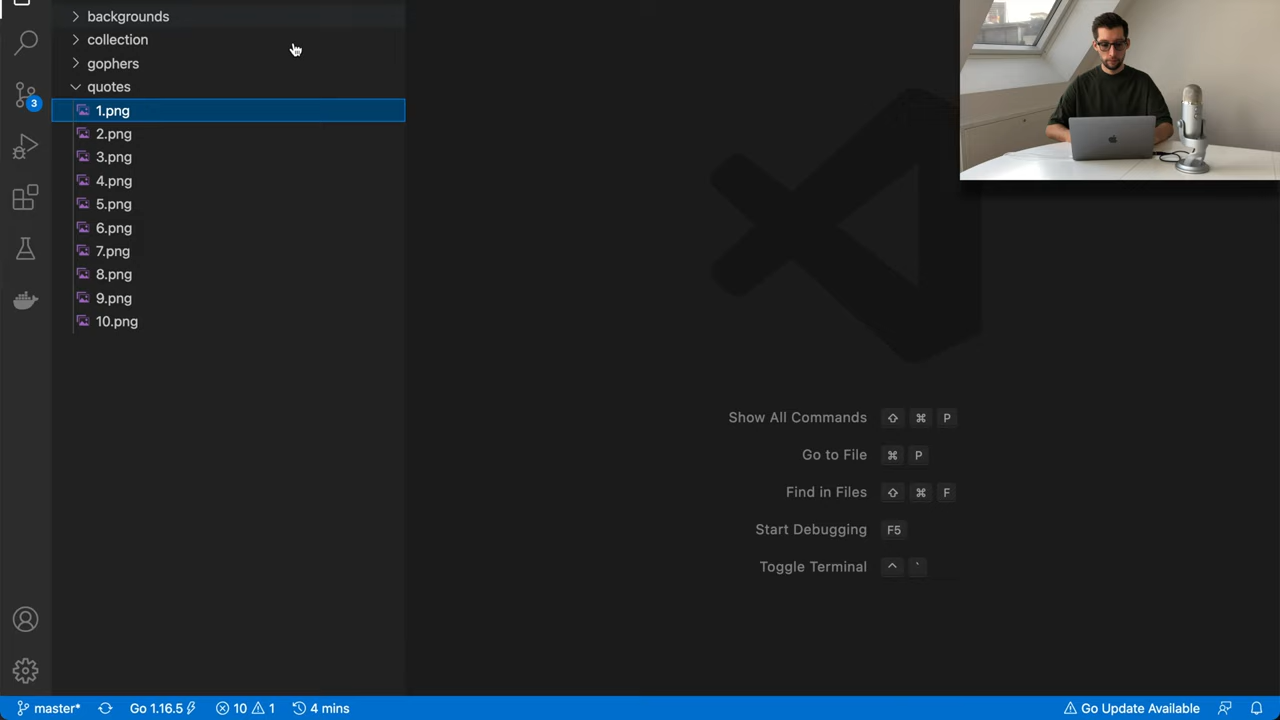 backgrounds
collection
gophers
quotes
1.png
2.png
3.png
4.png
5.png
6.png
7.png
8.png
9.png
10.png
3
Show All Commands ⇧ ⌘ P
Go to File ⌘ P
Find in Files ⇧ ⌘ F
Start Debugging F5
Toggle Terminal ^ `
master* Go 1.16.5 10 1 4 mins Go Update Available